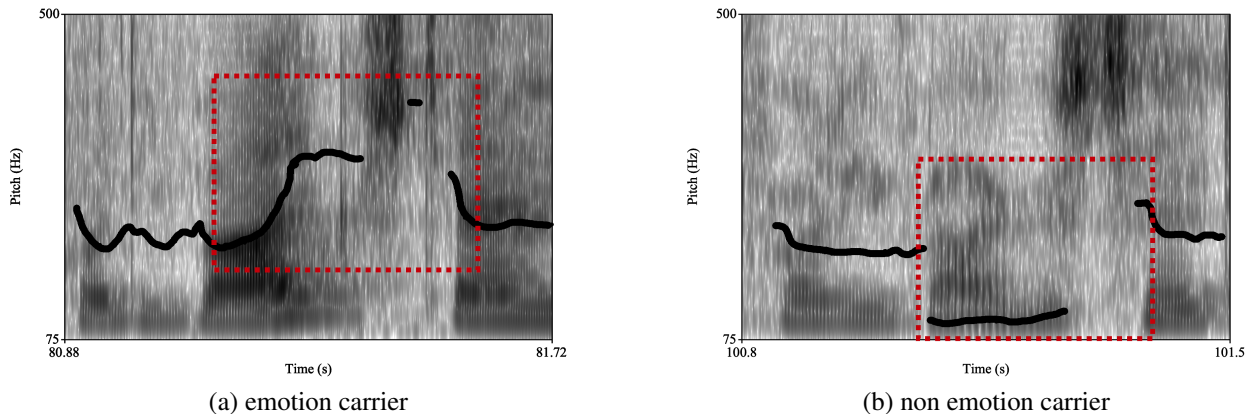 500
Pitch (Hz)
75
80.88
81.72
Time (s)
(a) emotion carrier
500
Pitch (Hz)
75
100.8
101.5
Time (s)
(b) non emotion carrier